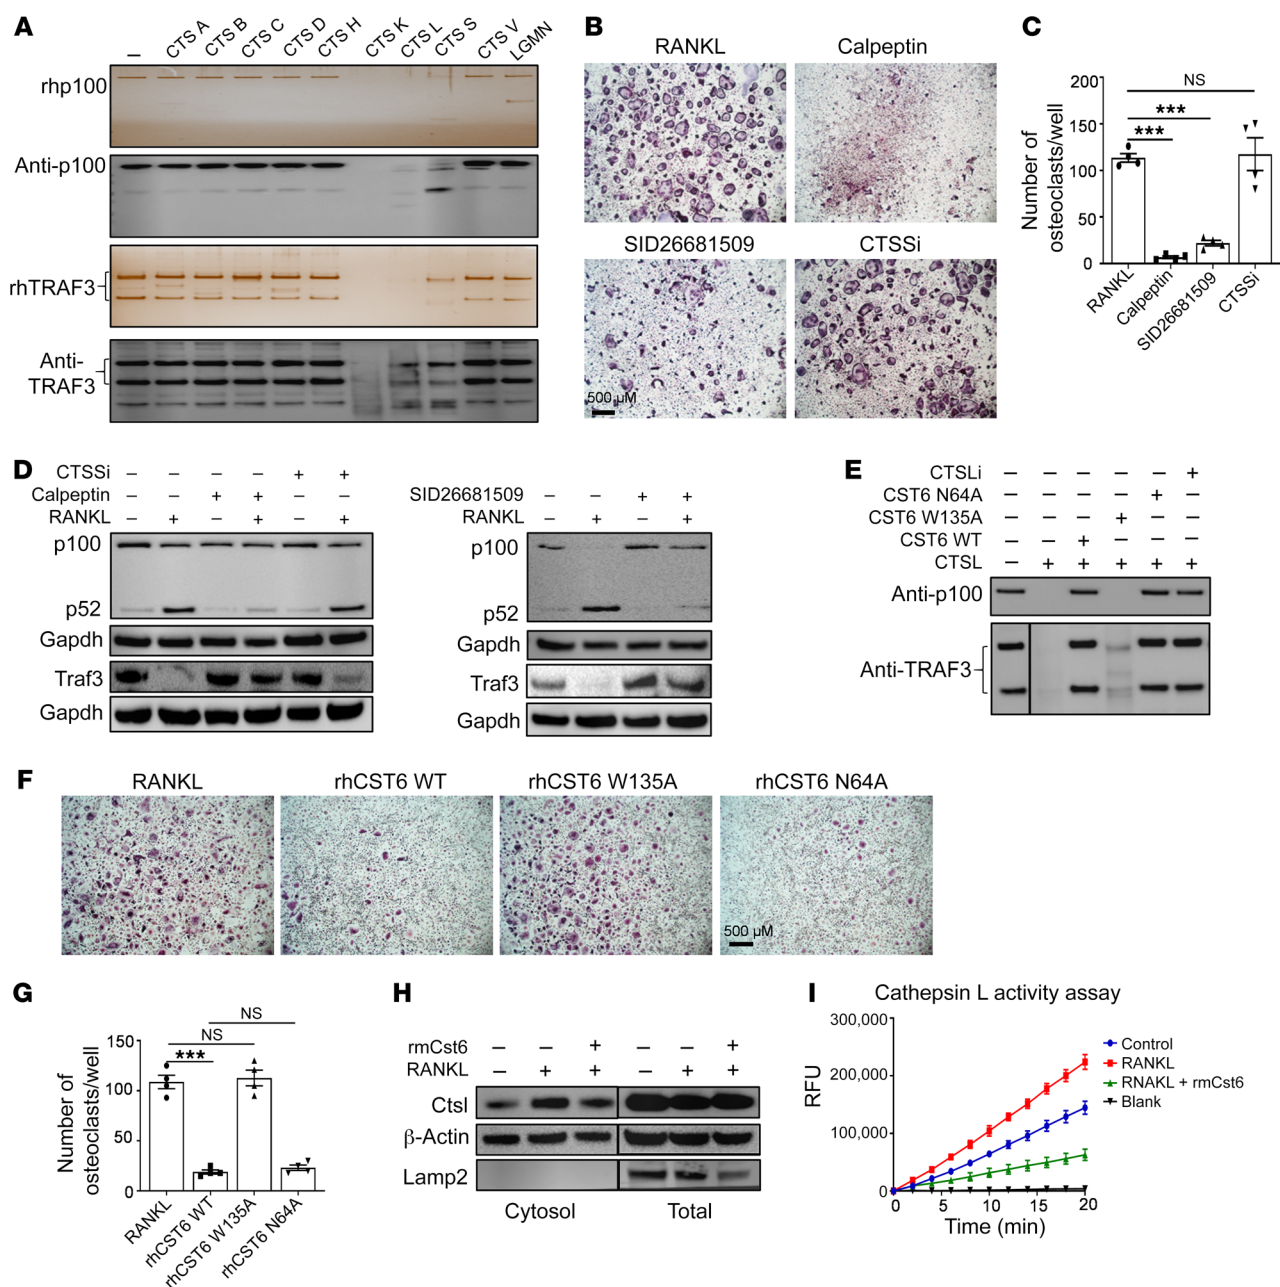 A
– CTS A CTS B CTS C CTS D CTS H CTS K CTS L CTS S CTS V LGMN
rhp100
Anti-p100
rhTRAF3
Anti-
TRAF3
B
RANKL Calpeptin
SID26681509 CTSSi
500 µM
C
Number of
osteoclasts/well
200
150
100
50
0
NS
***
***
RANKL
Calpeptin
SID26681509
CTSSi
D
CTSSi – – – – + +
Calpeptin – – + + – –
RANKL – + – + – +
p100
p52
Gapdh
Traf3
Gapdh
SID26681509 – – + +
RANKL – + – +
p100
p52
Gapdh
Traf3
Gapdh
E
CTSLi – – – – – +
CST6 N64A – – – – + –
CST6 W135A – – – + – –
CST6 WT – – + – – –
CTSL – + + + + +
Anti-p100
Anti-TRAF3
F
RANKL rhCST6 WT rhCST6 W135A rhCST6 N64A
500 µM
G
Number of
osteoclasts/well
150
100
50
0
NS
NS
***
RANKL
rhCST6 WT
rhCST6 W135A
rhCST6 N64A
H
rmCst6 – – + – – +
RANKL – + + – + +
Ctsl
β-Actin
Lamp2
Cytosol Total
I
Cathepsin L activity assay
RFU
300,000
200,000
100,000
0
0 5 10 15 20
Time (min)
Control
RANKL
RNAKL + rmCst6
Blank